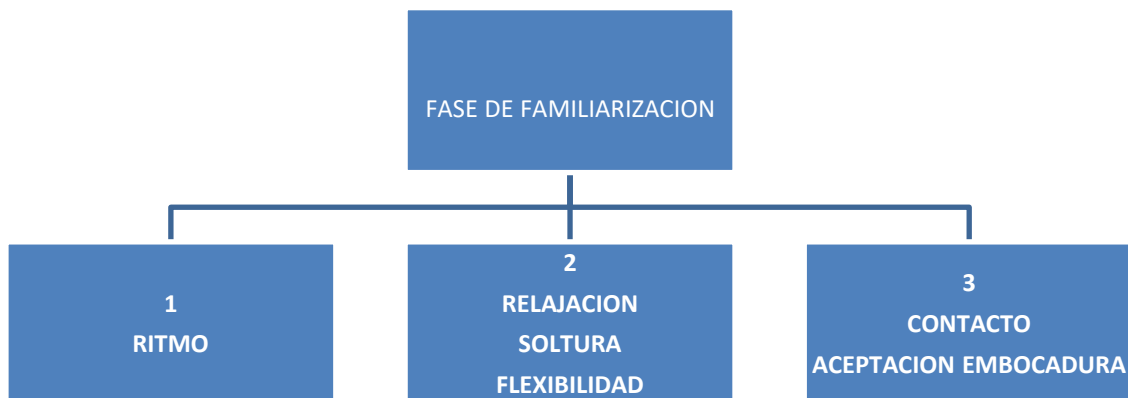 FASE DE FAMILIARIZACION
1
RITMO
2
RELAJACION
SOLTURA
FLEXIBILIDAD
3
CONTACTO
ACEPTACION EMBOCADURA